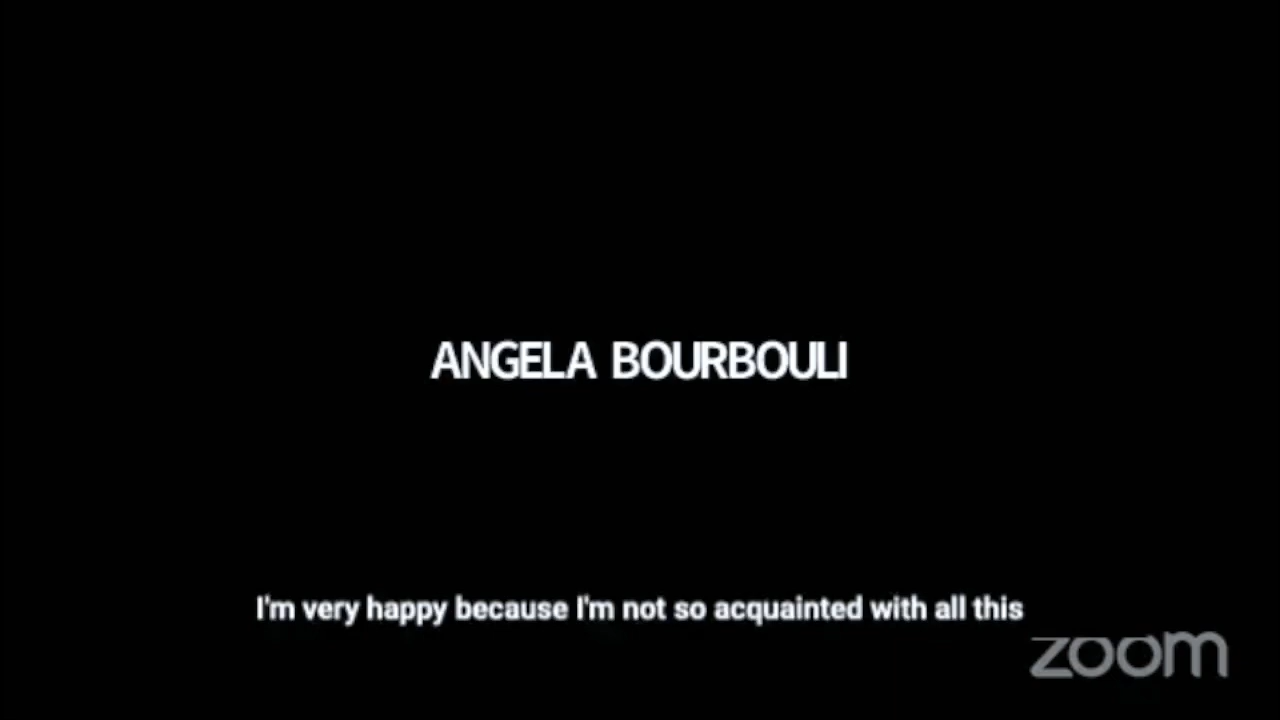 ANGELA BOURBOULI
I'm very happy because I'm not so acquainted with all this
zoom